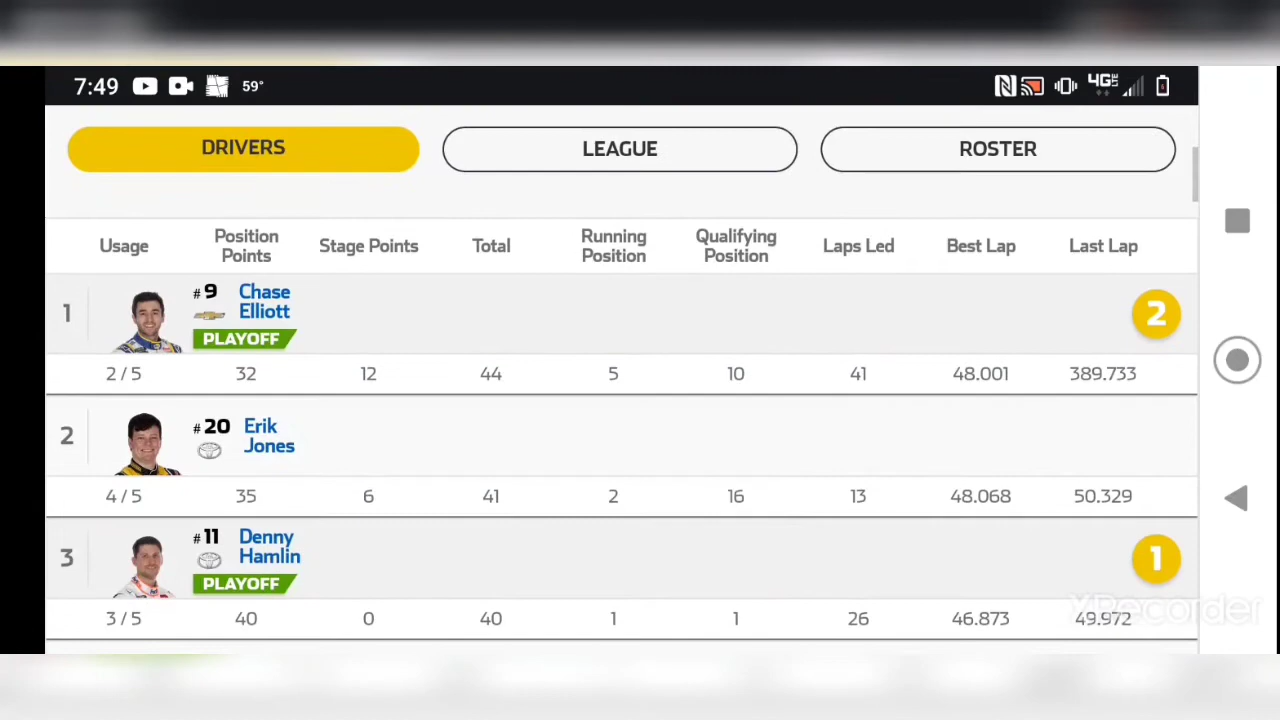 7:49 59° 4G LTE
DRIVERS LEAGUE ROSTER
Usage Position Points Stage Points Total Running Position Qualifying Position Laps Led Best Lap Last Lap
1 #9 Chase Elliott 2
PLAYOFF
2 / 5 32 12 44 5 10 41 48.001 389.733
2 #20 Erik Jones
4 / 5 35 6 41 2 16 13 48.068 50.329
3 #11 Denny Hamlin 1
PLAYOFF
3 / 5 40 0 40 1 1 26 46.873 49.972
XRecorder